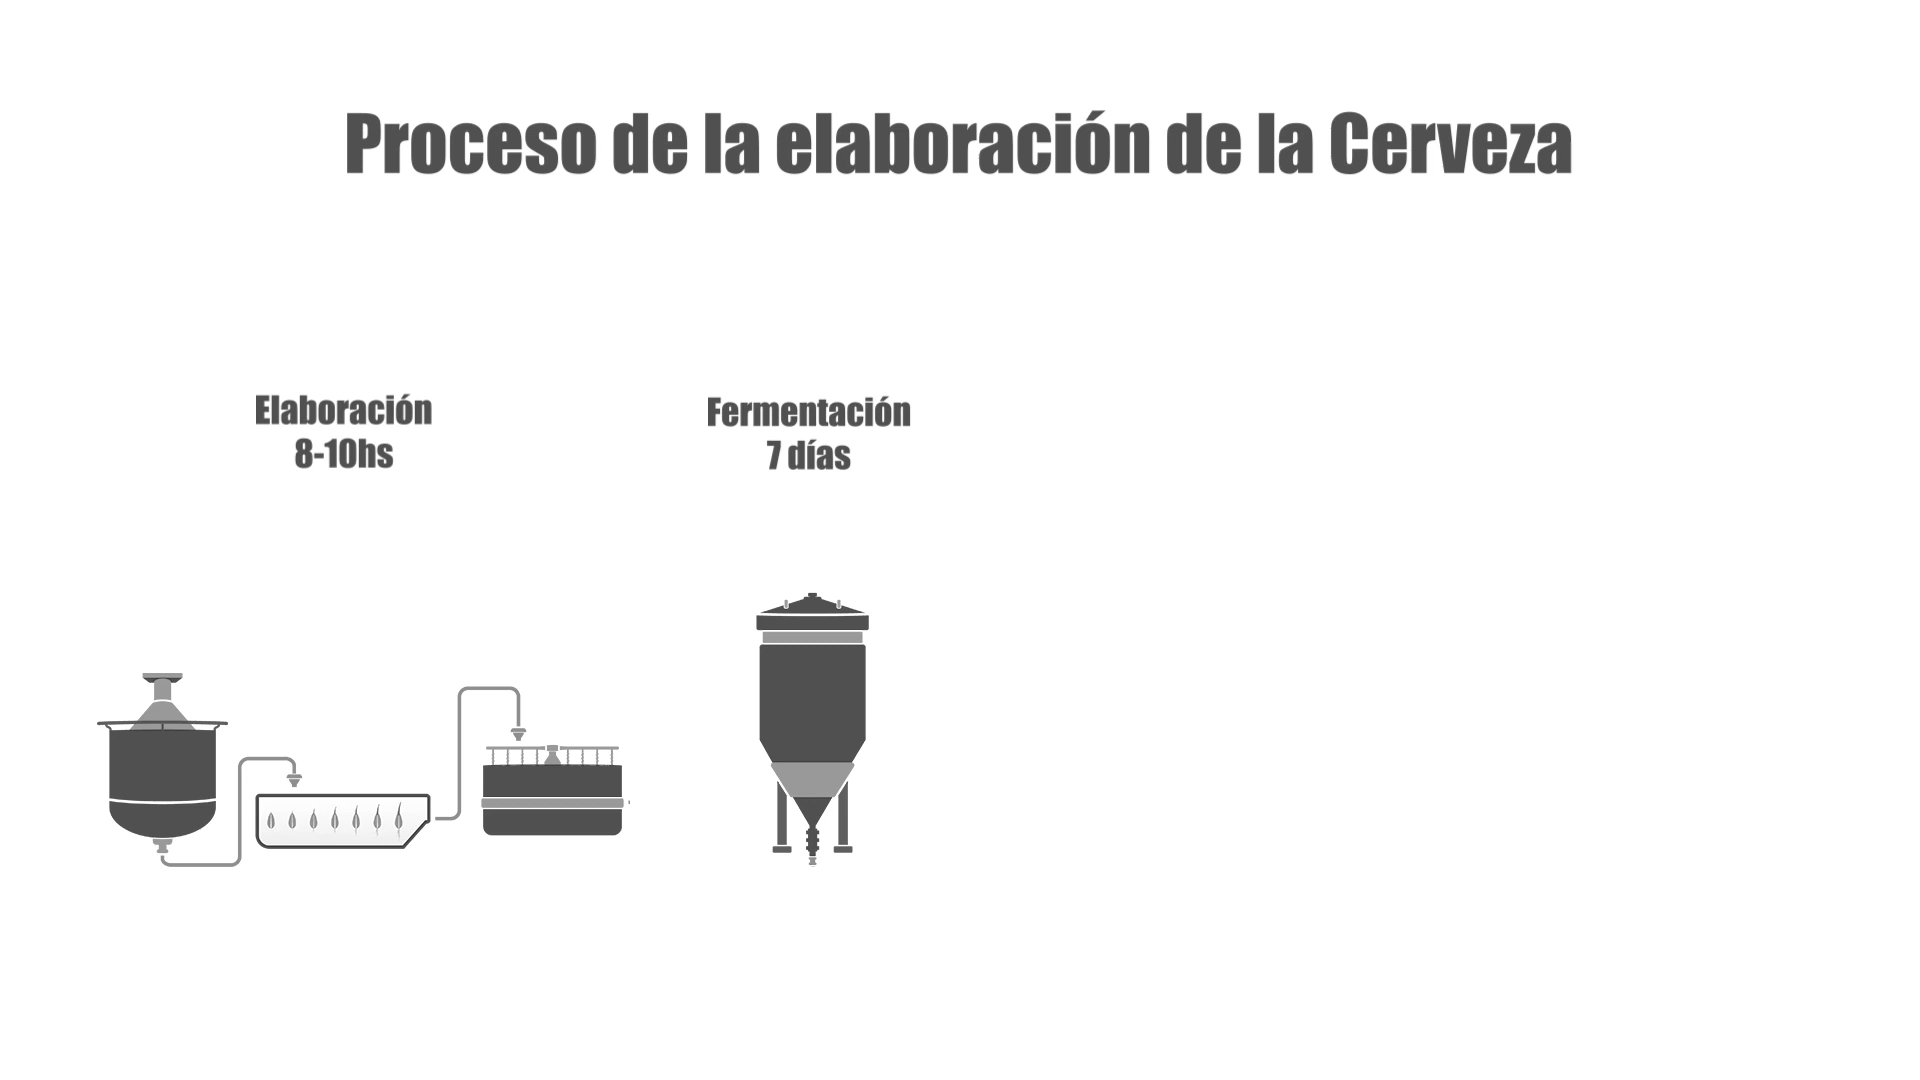 Proceso de la elaboración de la Cerveza
Elaboración
8-10hs
Fermentación
7 días